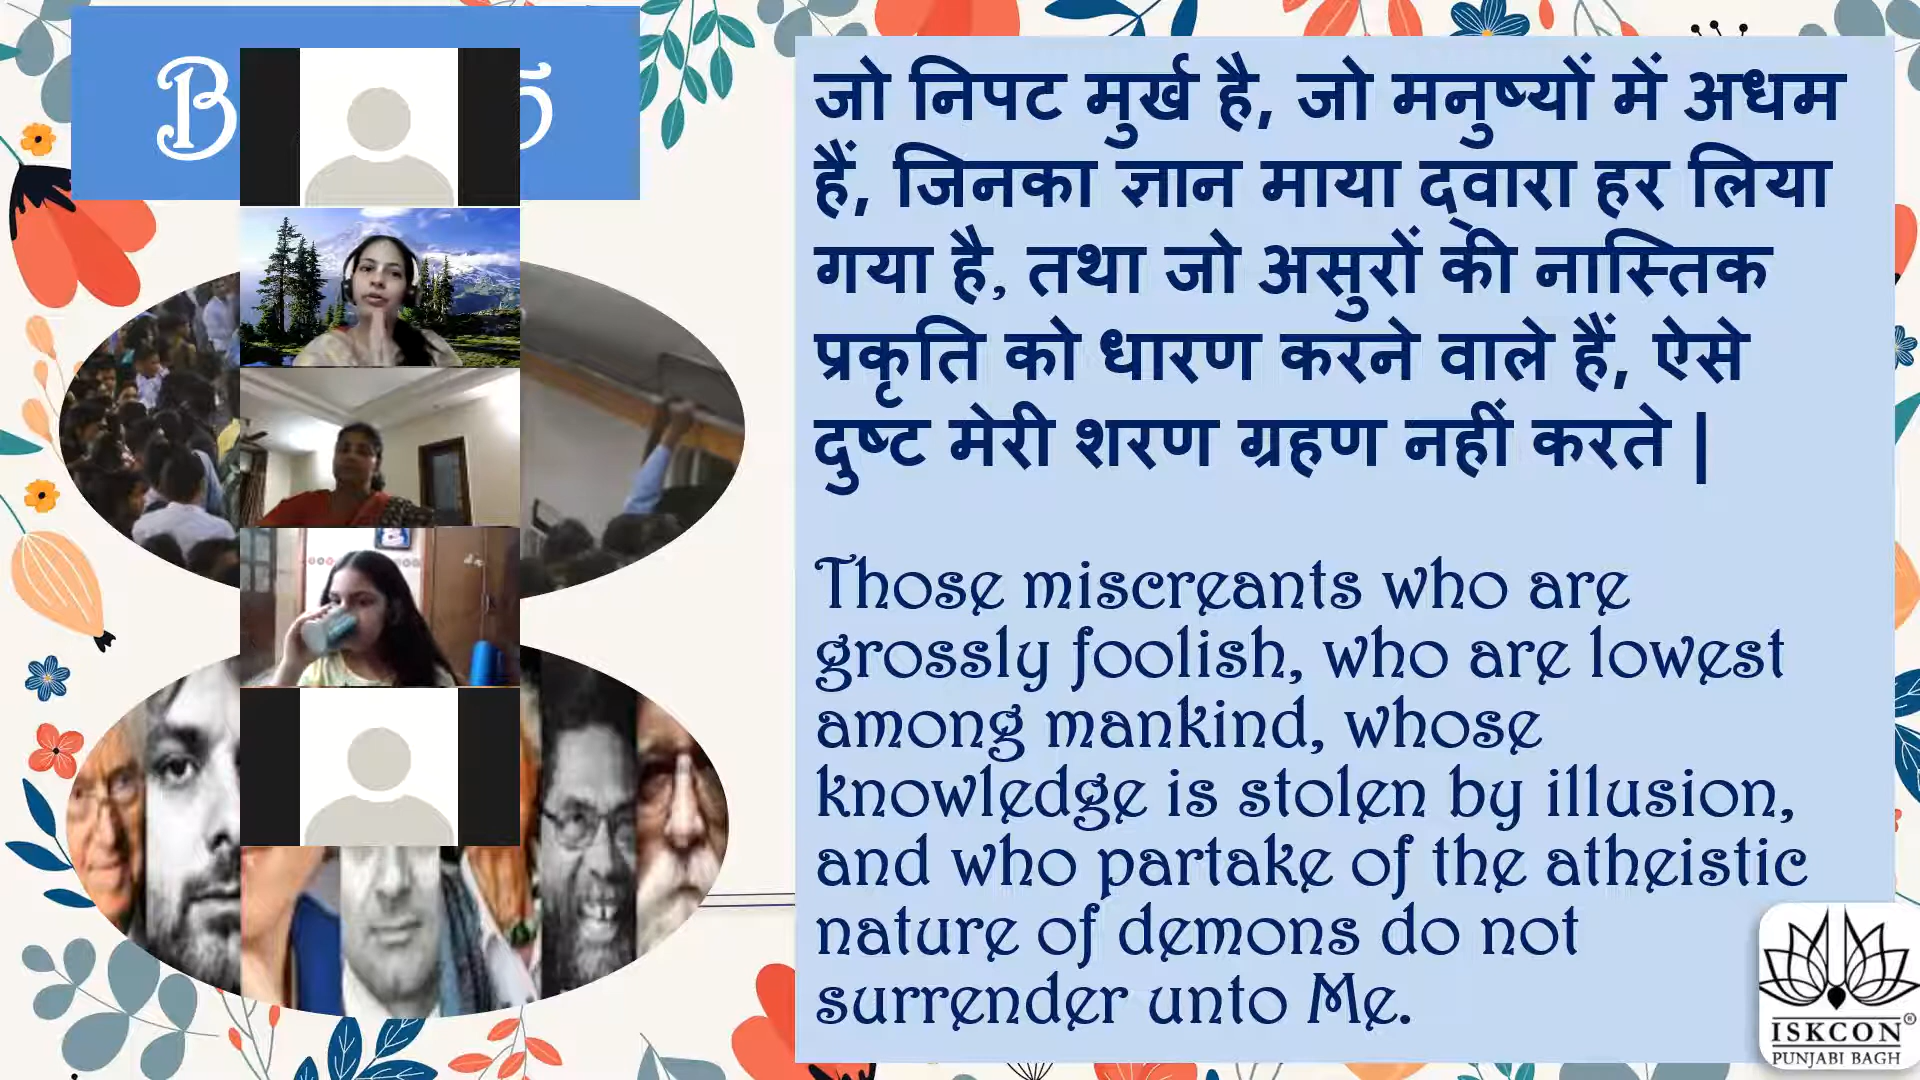 जो निपट मुर्ख है, जो मनुष्यों में अधम
हैं, जिनका ज्ञान माया द्वारा हर लिया
गया है, तथा जो असुरों की नास्तिक
प्रकृति को धारण करने वाले हैं, ऐसे
दुष्ट मेरी शरण ग्रहण नहीं करते |
Those miscreants who are
grossly foolish, who are lowest
among mankind, whose
knowledge is stolen by illusion,
and who partake of the atheistic
nature of demons do not
surrender unto Me.
ISKCON®
PUNJABI BAGH